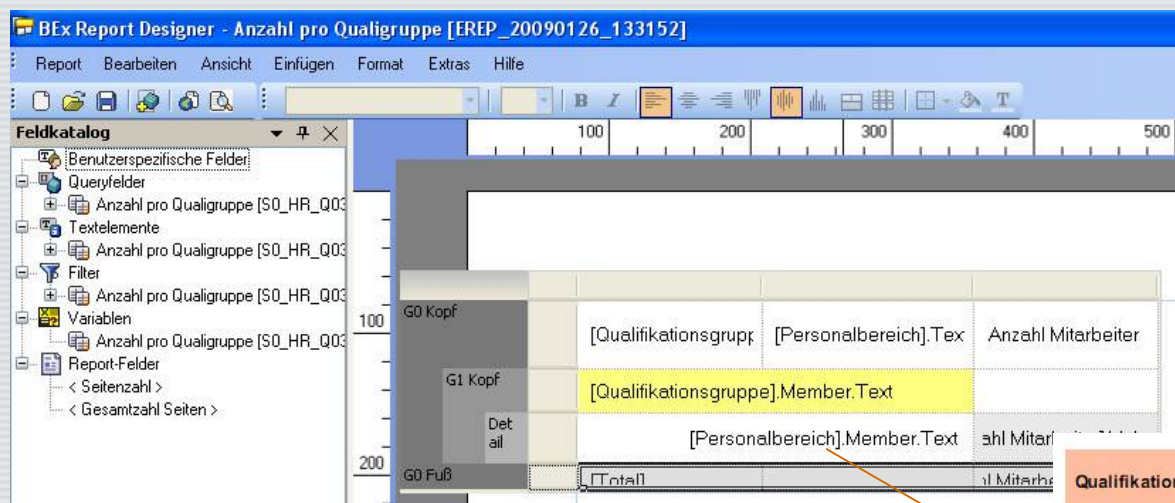 BEx Report Designer - Anzahl pro Qualigruppe [EREP_20090126_133152]
Report Bearbeiten Ansicht Einfügen Format Extras Hilfe
B I T
Feldkatalog
100 200 300 400 500
Benutzerspezifische Felder
Queryfelder
Anzahl pro Qualigruppe [S0_HR_Q03
Textelemente
Anzahl pro Qualigruppe [S0_HR_Q03
Filter
Anzahl pro Qualigruppe [S0_HR_Q03
Variablen
Anzahl pro Qualigruppe [S0_HR_Q03
Report-Felder
< Seitenzahl >
< Gesamtzahl Seiten >
100
200
G0 Kopf
[Qualifikationsgrupp [Personalbereich].Tex Anzahl Mitarbeiter
G1 Kopf
[Qualifikationsgruppe].Member.Text
Det
ail
[Personalbereich].Member.Text
G0 Fuß
[Total]
Qualifikatio